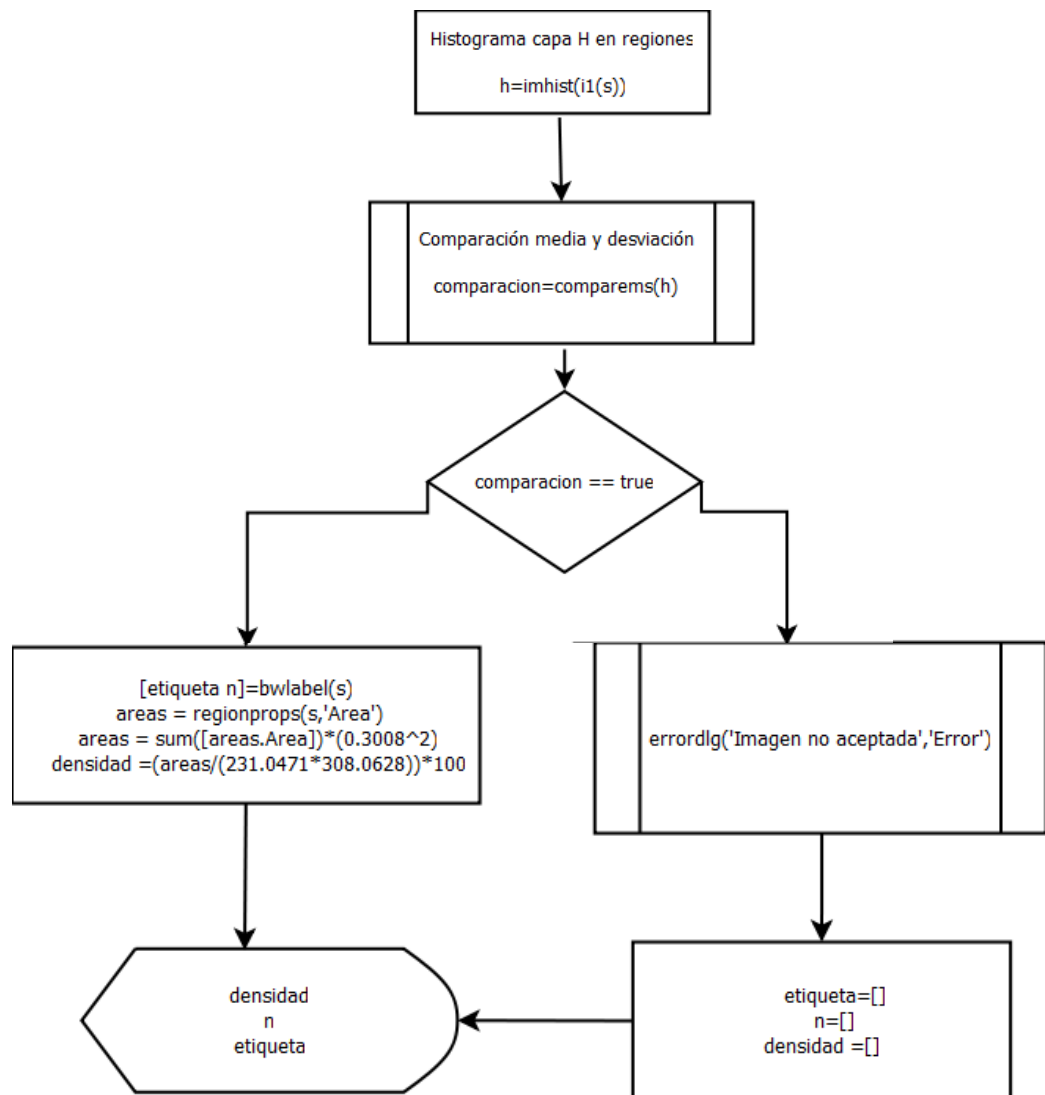 Histograma capa H en regiones
h=imhist(i1(s))
Comparación media y desviación
comparacion=comparems(h)
comparacion == true
[etiqueta n]=bwlabel(s)
areas = regionprops(s,'Area')
areas = sum([areas.Area])*(0.3008^2)
densidad =(areas/(231.0471*308.0628))*100
errordlg('Imagen no aceptada','Error')
densidad
n
etiqueta
etiqueta=[]
n=[]
densidad =[]